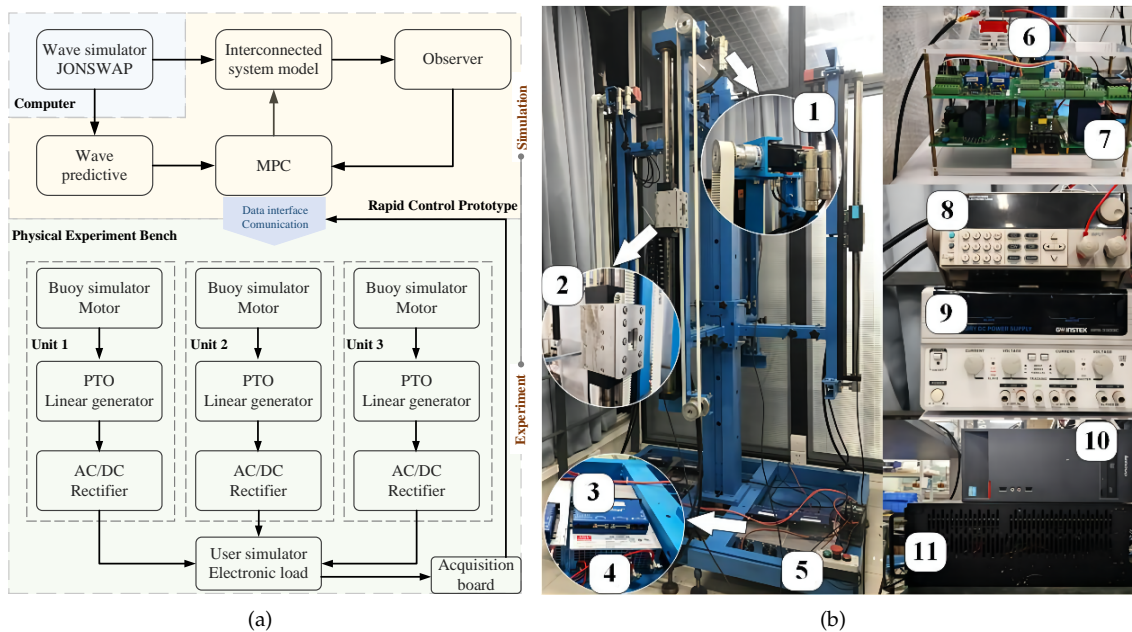 Wave simulator
JONSWAP
Interconnected
system model
Observer
Computer
Wave
predictive
MPC
Simulation
Data interface
Comunication
Rapid Control Prototype
Physical Experiment Bench
Buoy simulator
Motor
Buoy simulator
Motor
Buoy simulator
Motor
Unit 1
Unit 2
Unit 3
PTO
Linear generator
PTO
Linear generator
PTO
Linear generator
Experiment
AC/DC
Rectifier
AC/DC
Rectifier
AC/DC
Rectifier
User simulator
Electronic load
Acquisition
board
(a)
1
2
3
4
5
6
7
8
9
DC POWER SUPPLY
GW INSTEK
CURRENT
VOLTAGE
CURRENT
VOLTAGE
10
11
(b)